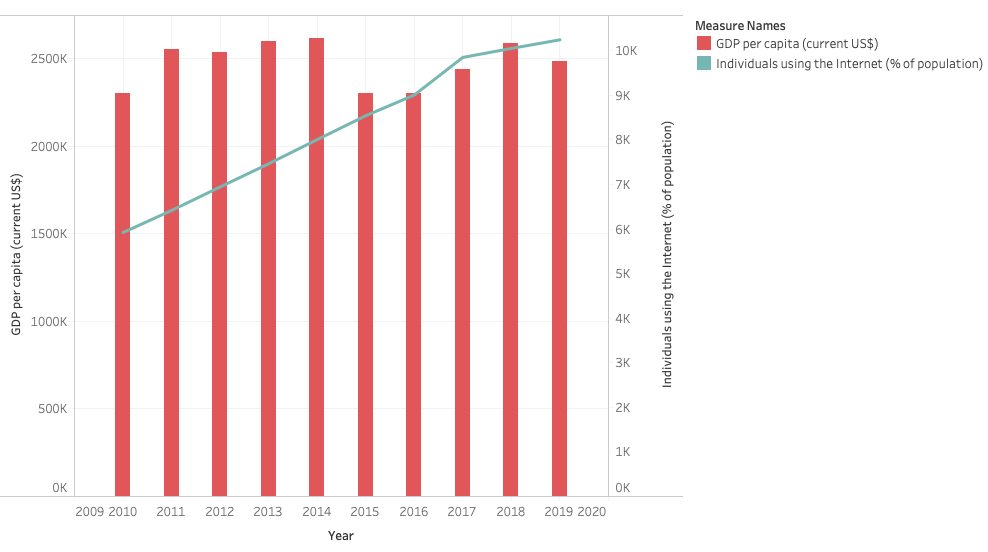 Measure Names
GDP per capita (current US$)
Individuals using the Internet (% of population)
GDP per capita (current US$)
2500K
2000K
1500K
1000K
500K
0K
10K
9K
8K
7K
6K
5K
4K
3K
2K
1K
0K
Individuals using the Internet (% of population)
2009 2010 2011 2012 2013 2014 2015 2016 2017 2018 2019 2020
Year